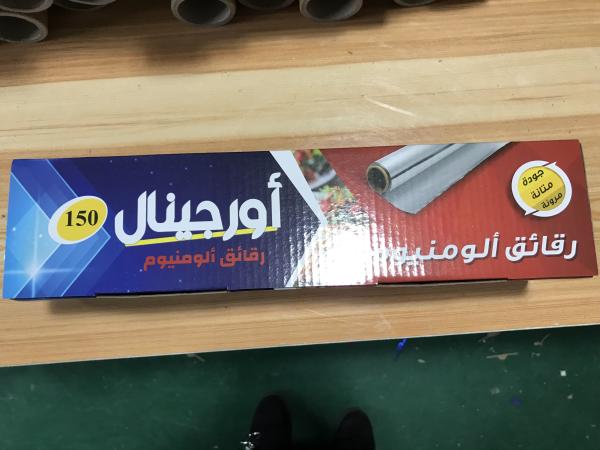 جودة
متانة
مرونة
رقائق ألومنيوم
أورجينال
150
رقائق ألومنيوم